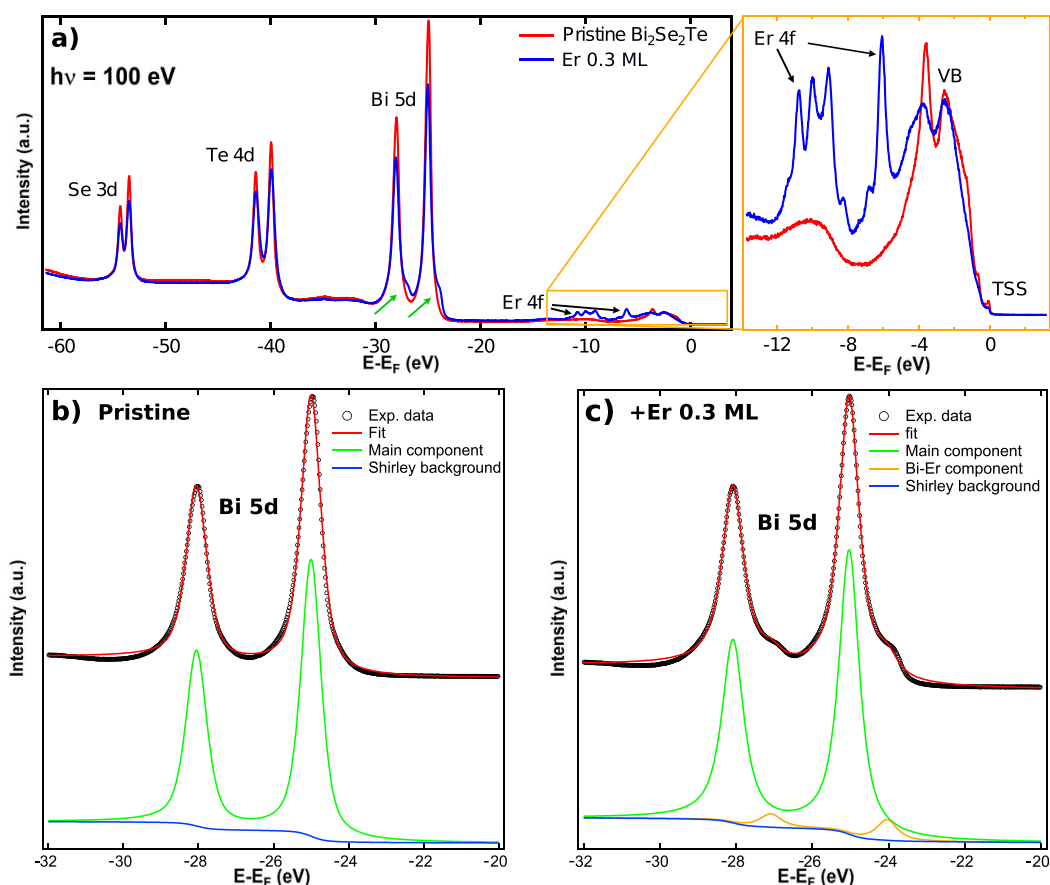 a)
hν = 100 eV
Pristine Bi₂Se₂Te
Er 0.3 ML
Se 3d
Te 4d
Bi 5d
Er 4f
Intensity (a.u.)
-60 -50 -40 -30 -20 -10 0
E-E_F (eV)
Er 4f
VB
TSS
-12 -8 -4 0
E-E_F (eV)
b) Pristine
Exp. data
Fit
Main component
Shirley background
Bi 5d
Intensity (a.u.)
-32 -30 -28 -26 -24 -22 -20
E-E_F (eV)
c) +Er 0.3 ML
Exp. data
fit
Main component
Bi-Er component
Shirley background
Bi 5d
Intensity (a.u.)
-32 -30 -28 -26 -24 -22 -20
E-E_F (eV)